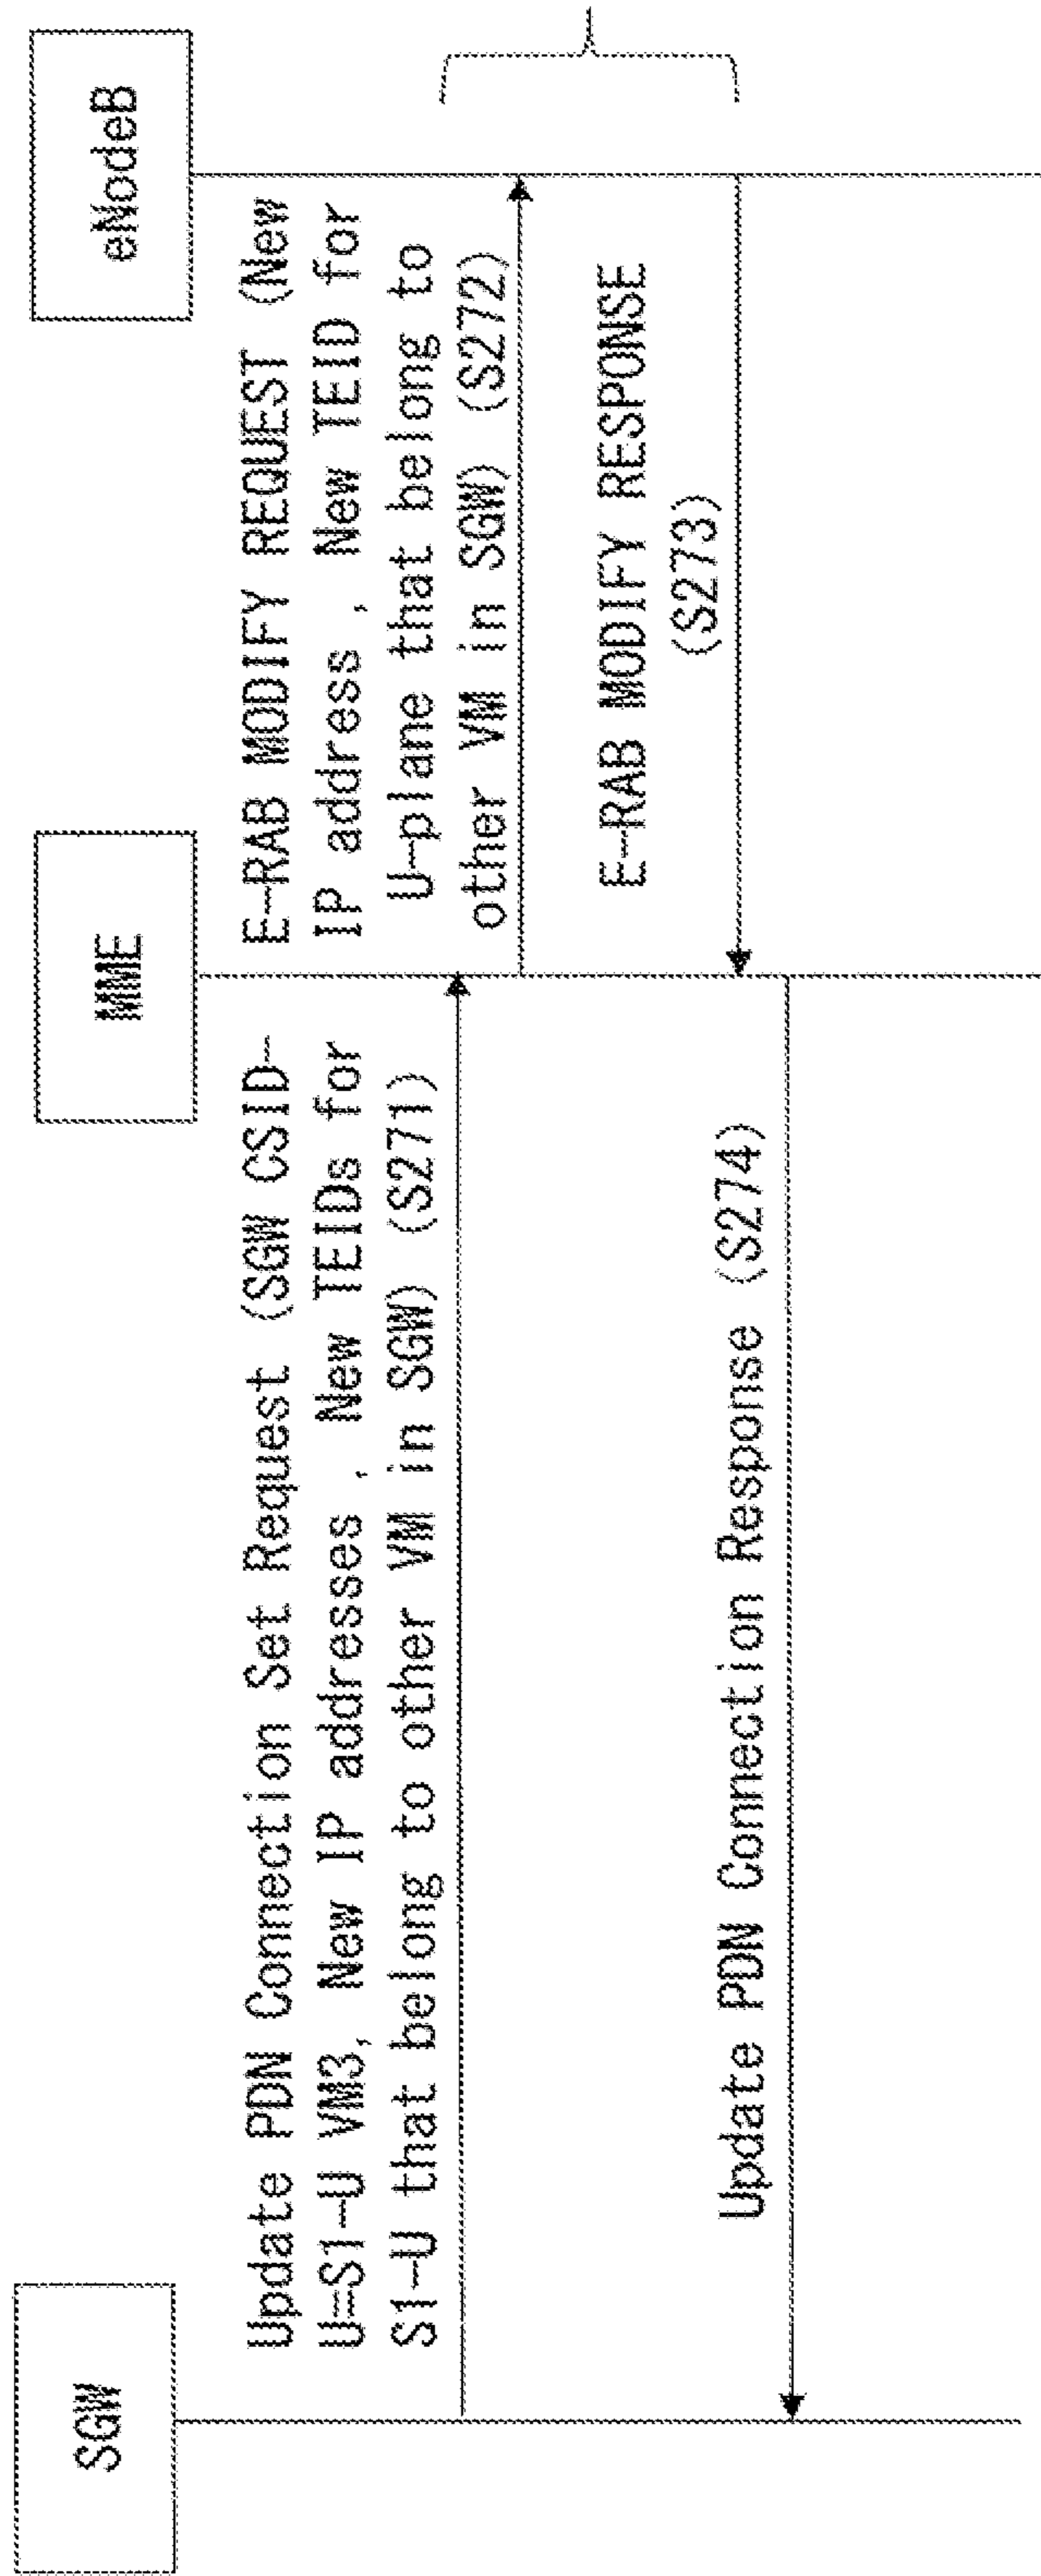 SGW
MME
eNodeB
Update PDN Connection Set Request (SGW CSID-
U=S1-U VM3, New IP addresses, New TEIDs for
S1-U that belong to other VM in SGW) (S271)
E-RAB MODIFY REQUEST (New
IP address, New TEID for
U-plane that belong to
other VM in SGW) (S272)
E-RAB MODIFY RESPONSE
(S273)
Update PDN Connection Response (S274)